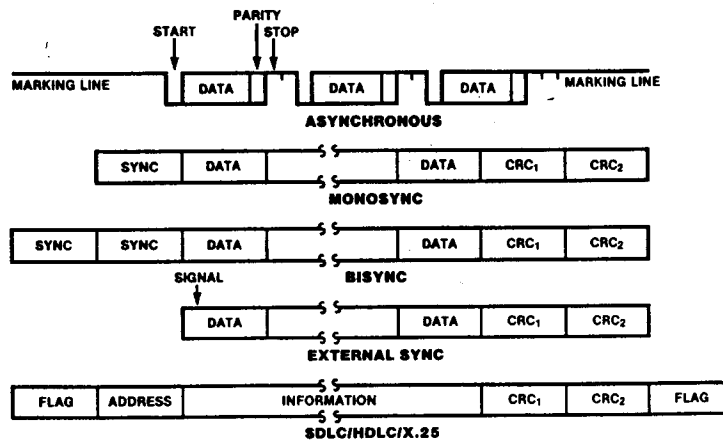 START PARITY STOP
MARKING LINE DATA DATA DATA MARKING LINE
ASYNCHRONOUS
SYNC DATA DATA CRC₁ CRC₂
MONOSYNC
SYNC SYNC DATA DATA CRC₁ CRC₂
BISYNC
SIGNAL
DATA DATA CRC₁ CRC₂
EXTERNAL SYNC
FLAG ADDRESS INFORMATION CRC₁ CRC₂ FLAG
SDLC/HDLC/X.25